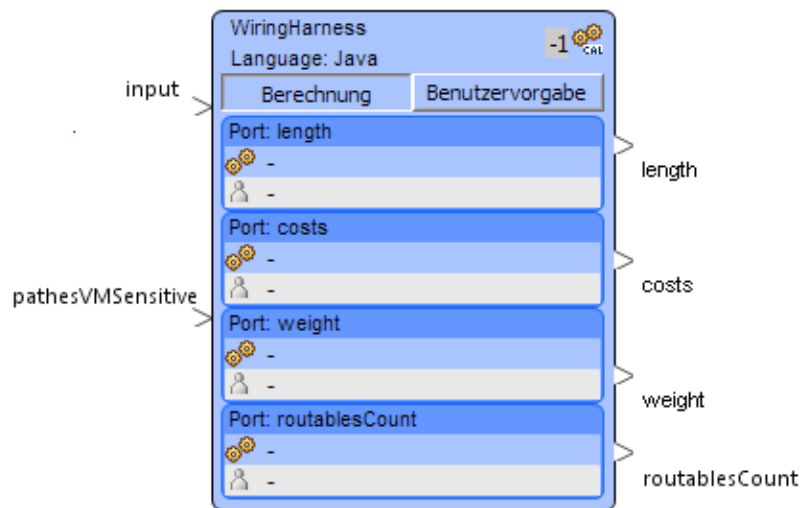 WiringHarness
-1
CAL
Language: Java
input
Berechnung
Benutzervorgabe
Port: length
-
-
length
Port: costs
-
-
costs
pathesVMSensitive
Port: weight
-
-
weight
Port: routablesCount
-
-
routablesCount